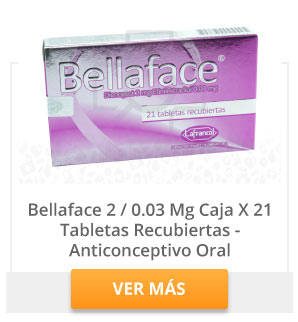 Bellaface®
21 tabletas recubiertas
Lafrancol
Bellaface 2 / 0.03 Mg Caja X 21
Tabletas Recubiertas -
Anticonceptivo Oral
VER MÁS